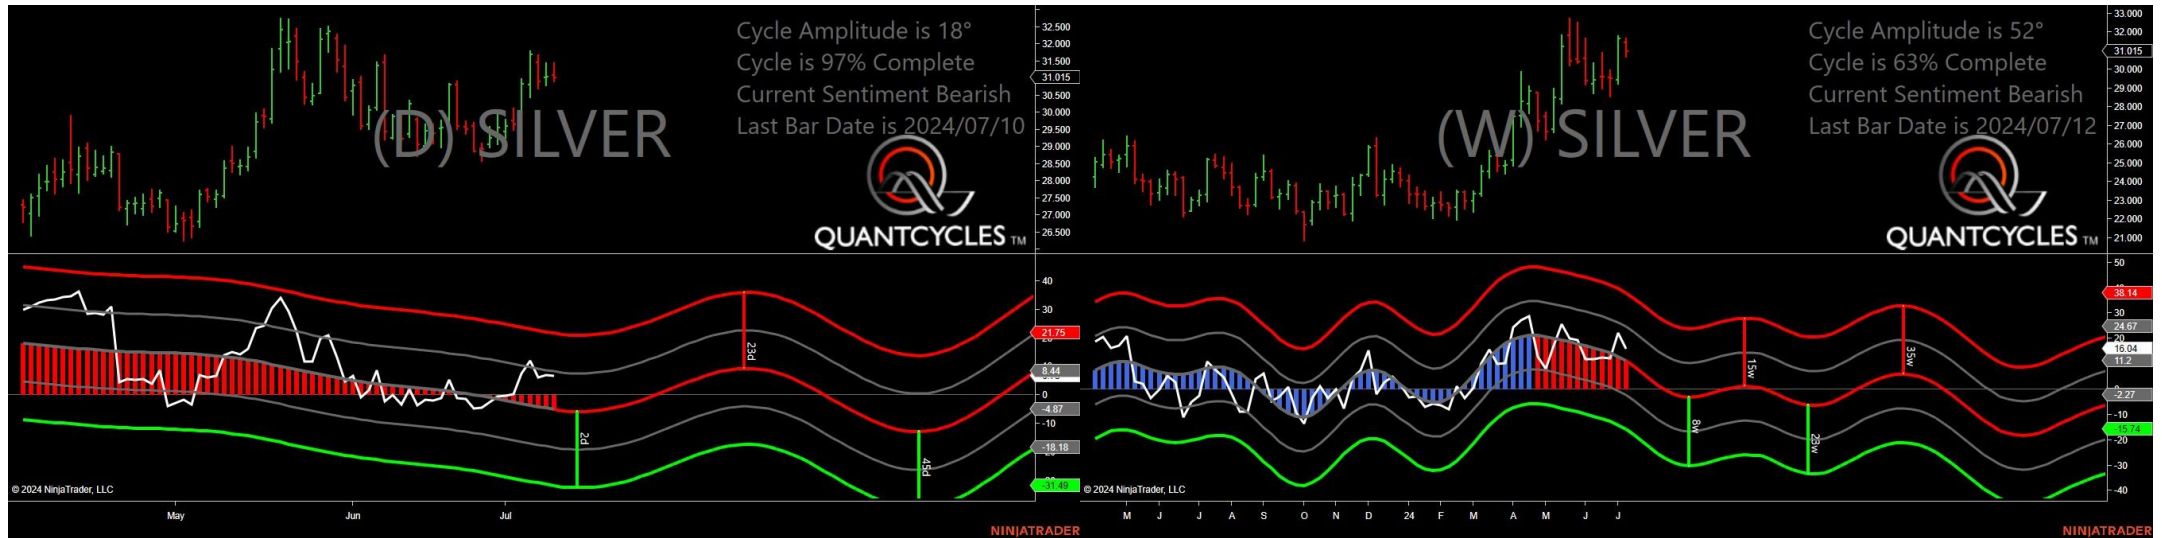 Cycle Amplitude is 18°
Cycle is 97% Complete
Current Sentiment Bearish
Last Bar Date is 2024/07/10
(D) SILVER
QUANTCYCLES TM
32.500
32.000
31.500
31.015
30.500
30.000
29.500
29.000
28.500
28.000
27.500
27.000
26.500
40
30
21.75
8.44
0
-4.87
-10
-18.18
-31.49
23d
2d
45d
© 2024 NinjaTrader, LLC
May Jun Jul
NINJATRADER
Cycle Amplitude is 52°
Cycle is 63% Complete
Current Sentiment Bearish
Last Bar Date is 2024/07/12
(W) SILVER
QUANTCYCLES TM
33.000
32.000
31.015
30.000
29.000
28.000
27.000
26.000
25.000
24.000
23.000
22.000
21.000
50
38.14
30
24.67
20
16.04
11.2
-2.27
-10
-15.74
-20
-30
-40
15w
35w
8w
23w
© 2024 NinjaTrader, LLC
M J J A S O N D 24 F M A M J J
NINJATRADER